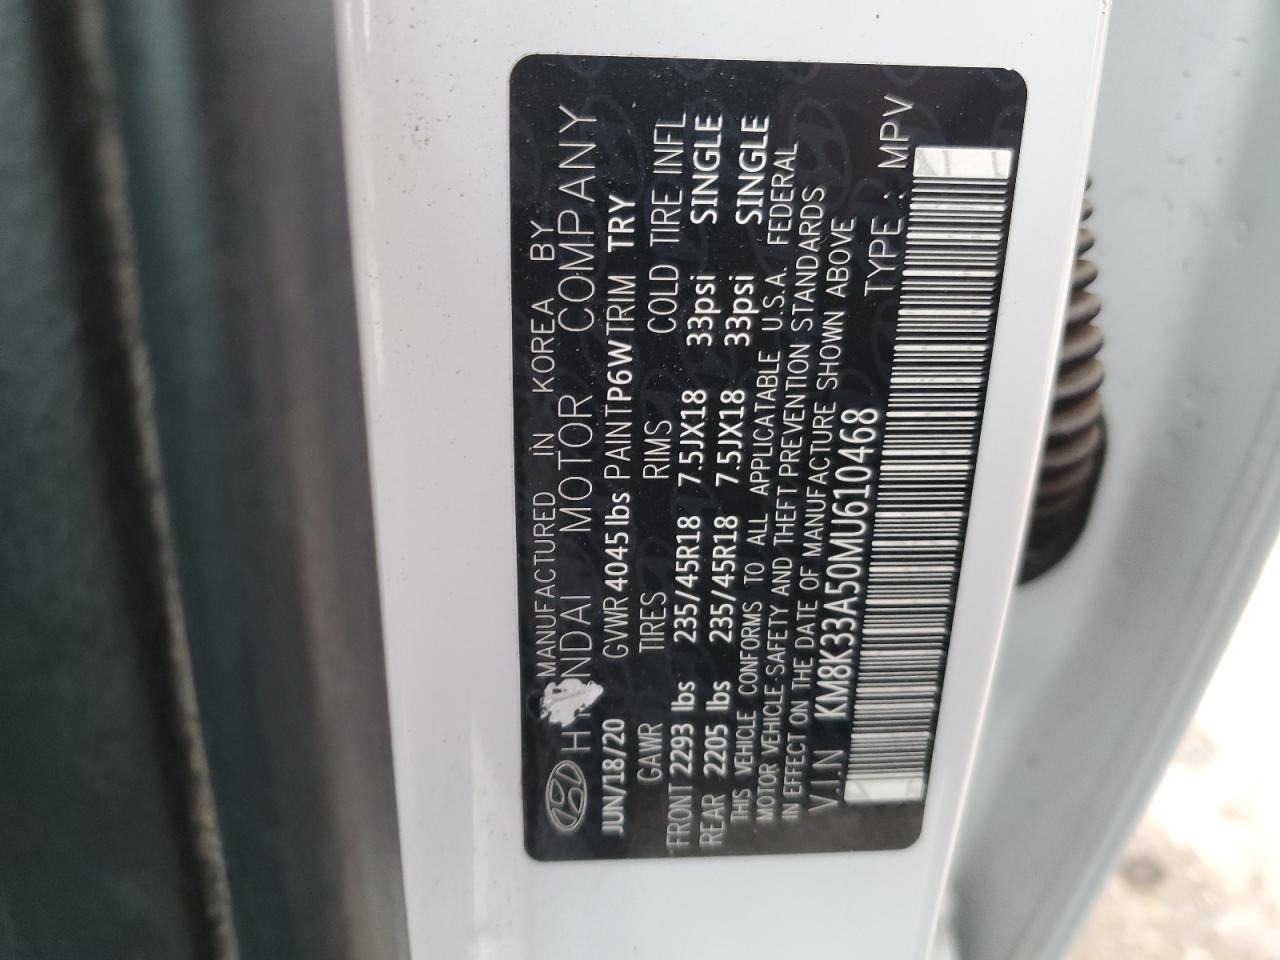 MANUFACTURED IN KOREA BY
HYUNDAI MOTOR COMPANY
JUN/18/20 GVWR 4045lbs PAINT P6W TRIM TRY
GAWR TIRES RIMS COLD TIRE INFL
FRONT 2293 lbs 235/45R18 7.5JX18 33psi SINGLE
REAR 2205 lbs 235/45R18 7.5JX18 33psi SINGLE
THIS VEHICLE CONFORMS TO ALL APPLICATABLE U.S.A. FEDERAL
MOTOR VEHICLE SAFETY AND THEFT PREVENTION STANDARDS
IN EFFECT ON THE DATE OF MANUFACTURE SHOWN ABOVE
V.I.N KM8K33A50MU610468 TYPE : MPV